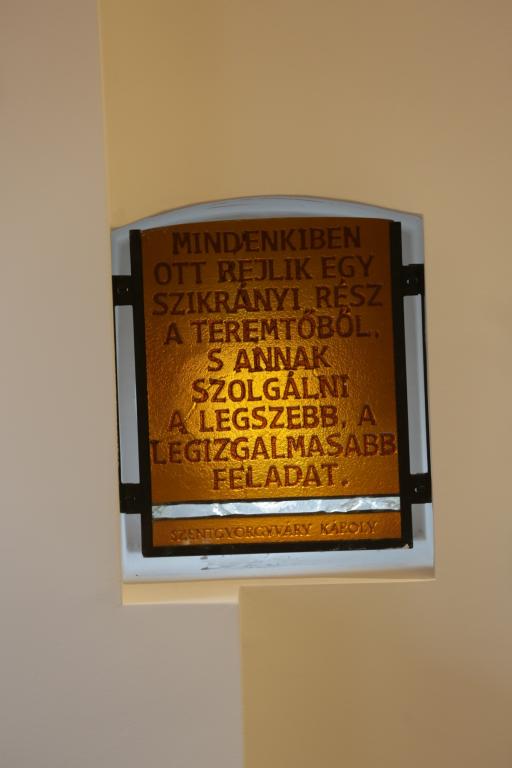 MINDENKIBEN
OTT REJLIK EGY
SZIKRÁNYI RÉSZ
A TEREMTŐBŐL.
S ANNAK
SZOLGÁLNI
A LEGSZEBB, A
LEGIZGALMASABB
FELADAT.
SZENTGYÖRGYVÁRY KÁROLY